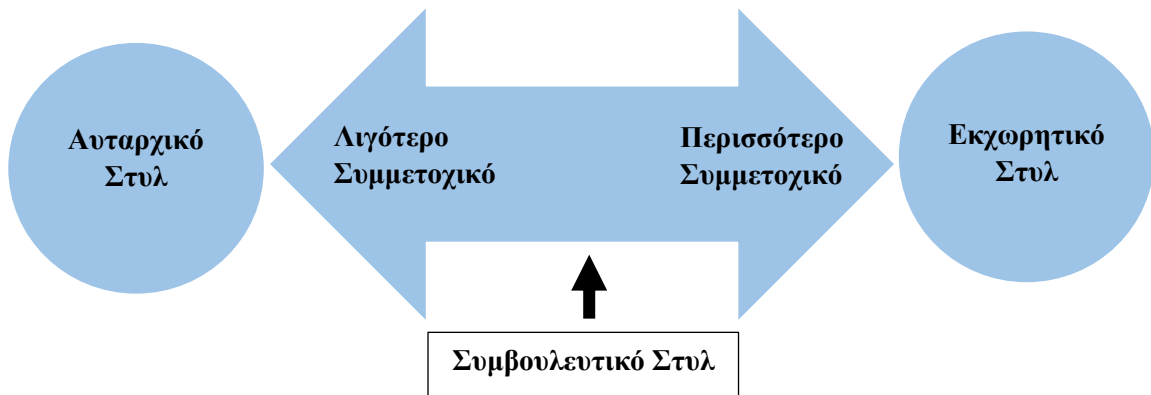 Αυταρχικό
Στυλ
Λιγότερο
Συμμετοχικό
Περισσότερο
Συμμετοχικό
Εκχωρητικό
Στυλ
Συμβουλευτικό Στυλ